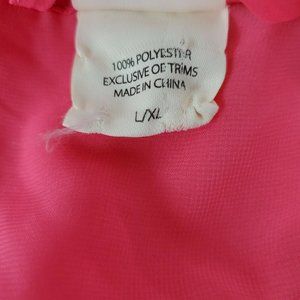 100% POLYESTER
EXCLUSIVE OF TRIMS
MADE IN CHINA
L/XL